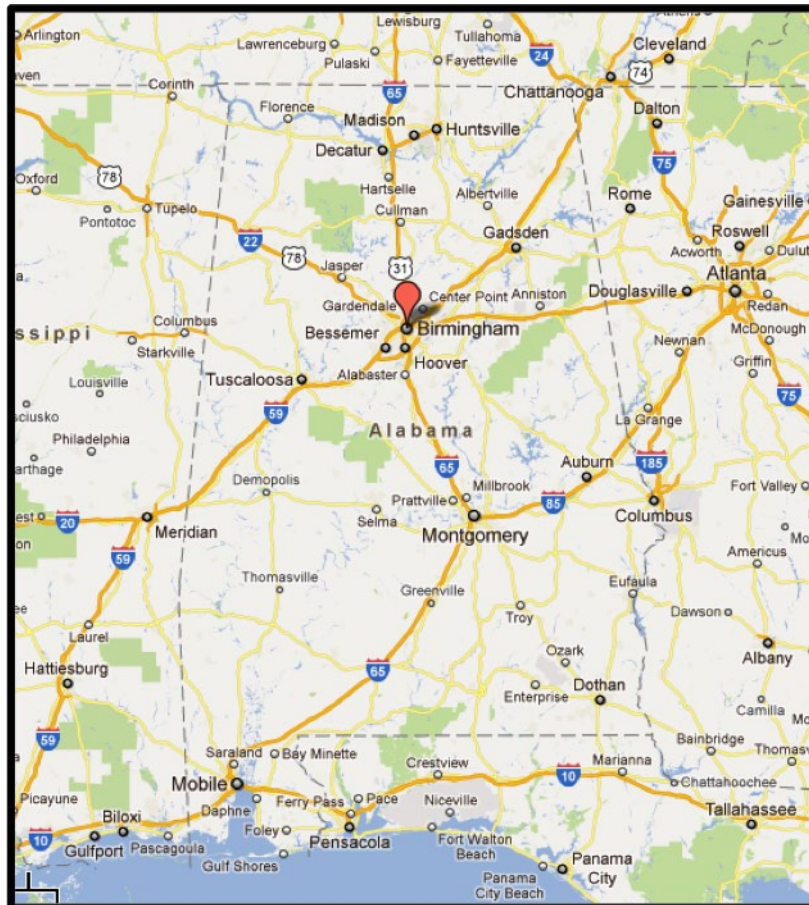 Lewisburg
Tullahoma
Arlington
Lawrenceburg
Pulaski
Fayetteville
24
Cleveland
74
65
Chattanooga
Corinth
Florence
Madison
Huntsville
Dalton
Decatur
75
78
Oxford
Hartselle
Albertville
Rome
Gainesville
Pontotoc
Tupelo
Cullman
22
78
Gadsden
Roswell
Acworth
31
Jasper
Atlanta
Gardendale
Center Point
Anniston
Douglasville
Redan
ssippi
Columbus
Birmingham
McDonough
Starkville
Bessemer
Hoover
Newnan
Griffin
Tuscaloosa
Alabaster
Louisville
75
59
La Grange
Alabama
Philadelphia
65
Auburn
185
Demopolis
Prattville
Millbrook
85
Fort Valley
Selma
Columbus
20
Meridian
Montgomery
59
Americus
Thomasville
Greenville
Eufaula
Troy
Dawson
Laurel
Ozark
Albany
Hattiesburg
65
Enterprise
Dothan
Camilla
59
Bainbridge
Saraland
Bay Minette
Crestview
Marianna
10
Mobile
Chattahoochee
Picayune
Daphne
Ferry Pass
Pace
Niceville
Biloxi
Foley
Tallahassee
10
Gulfport
Pascagoula
Pensacola
Fort Walton
Beach
Gulf Shores
Panama
City
Panama
City Beach